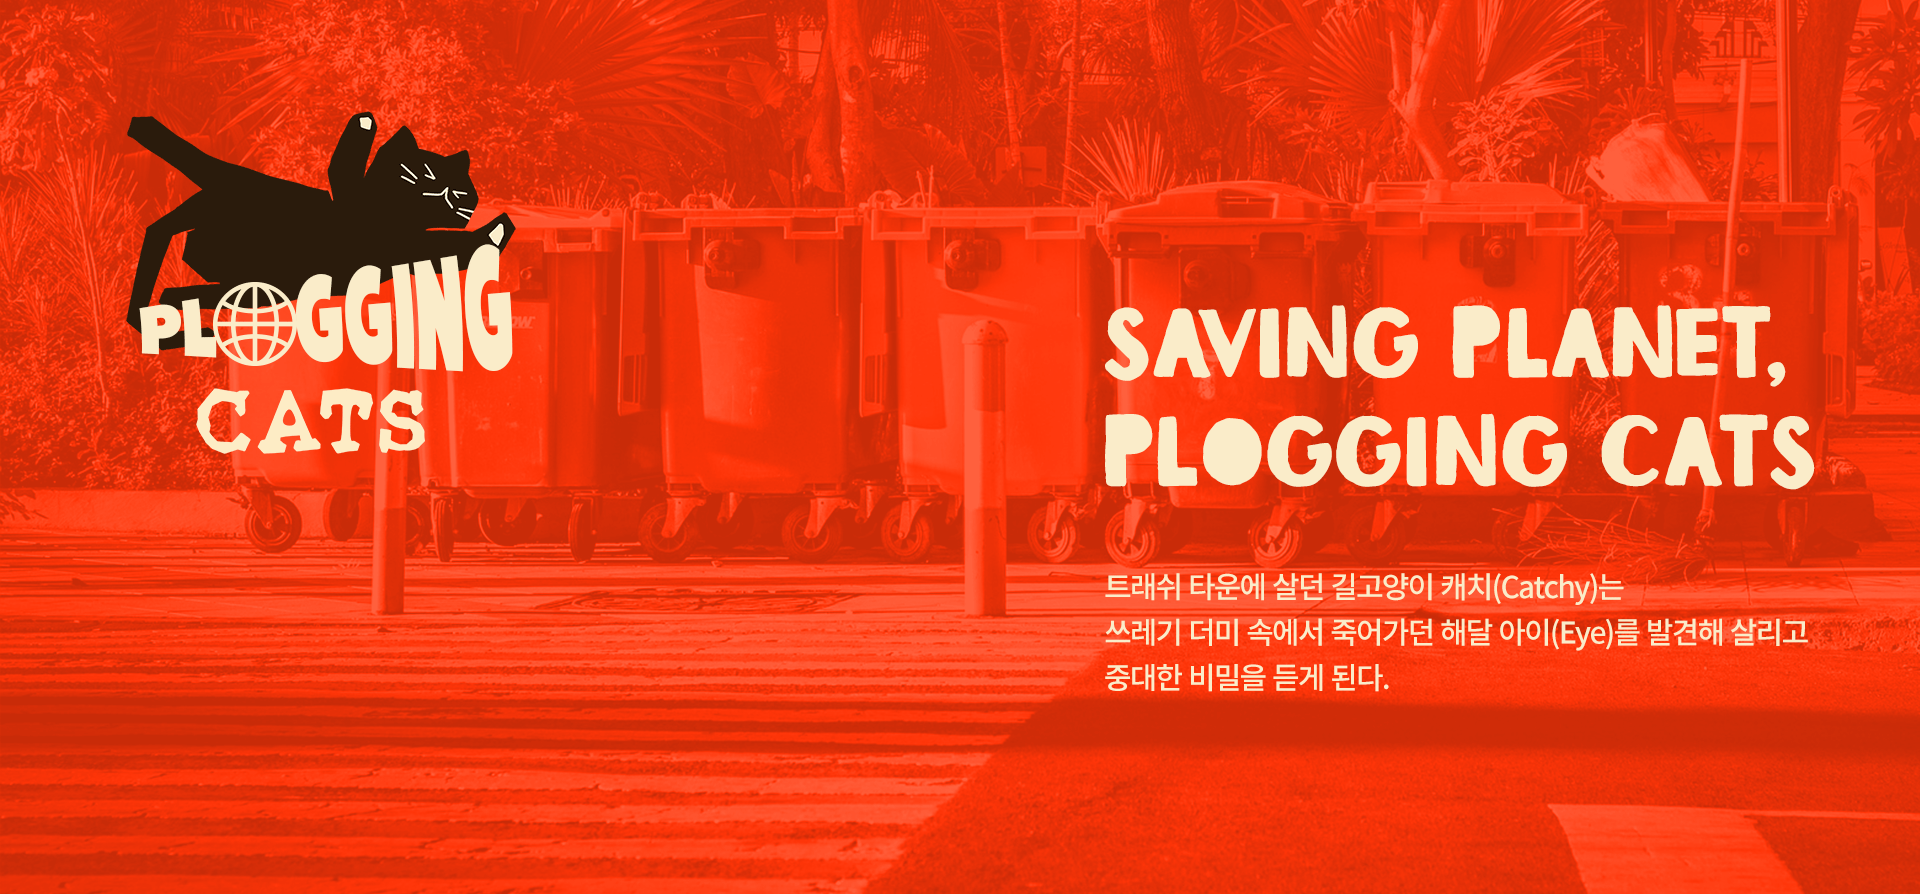 PLOGGING
CATS
SAVING PLANET,
PLOGGING CATS
트래쉬 타운에 살던 길고양이 캐치(Catchy)는
쓰레기 더미 속에서 죽어가던 해달 아이(Eye)를 발견해 살리고
중대한 비밀을 듣게 된다.